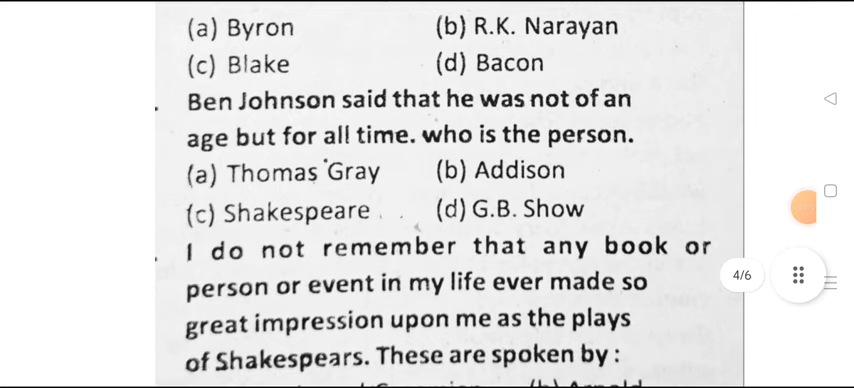 (a) Byron (b) R.K. Narayan
(c) Blake (d) Bacon
Ben Johnson said that he was not of an
age but for all time. who is the person.
(a) Thomas Gray (b) Addison
(c) Shakespeare (d) G.B. Show
I do not remember that any book or
person or event in my life ever made so
great impression upon me as the plays
of Shakespears. These are spoken by :
4/6